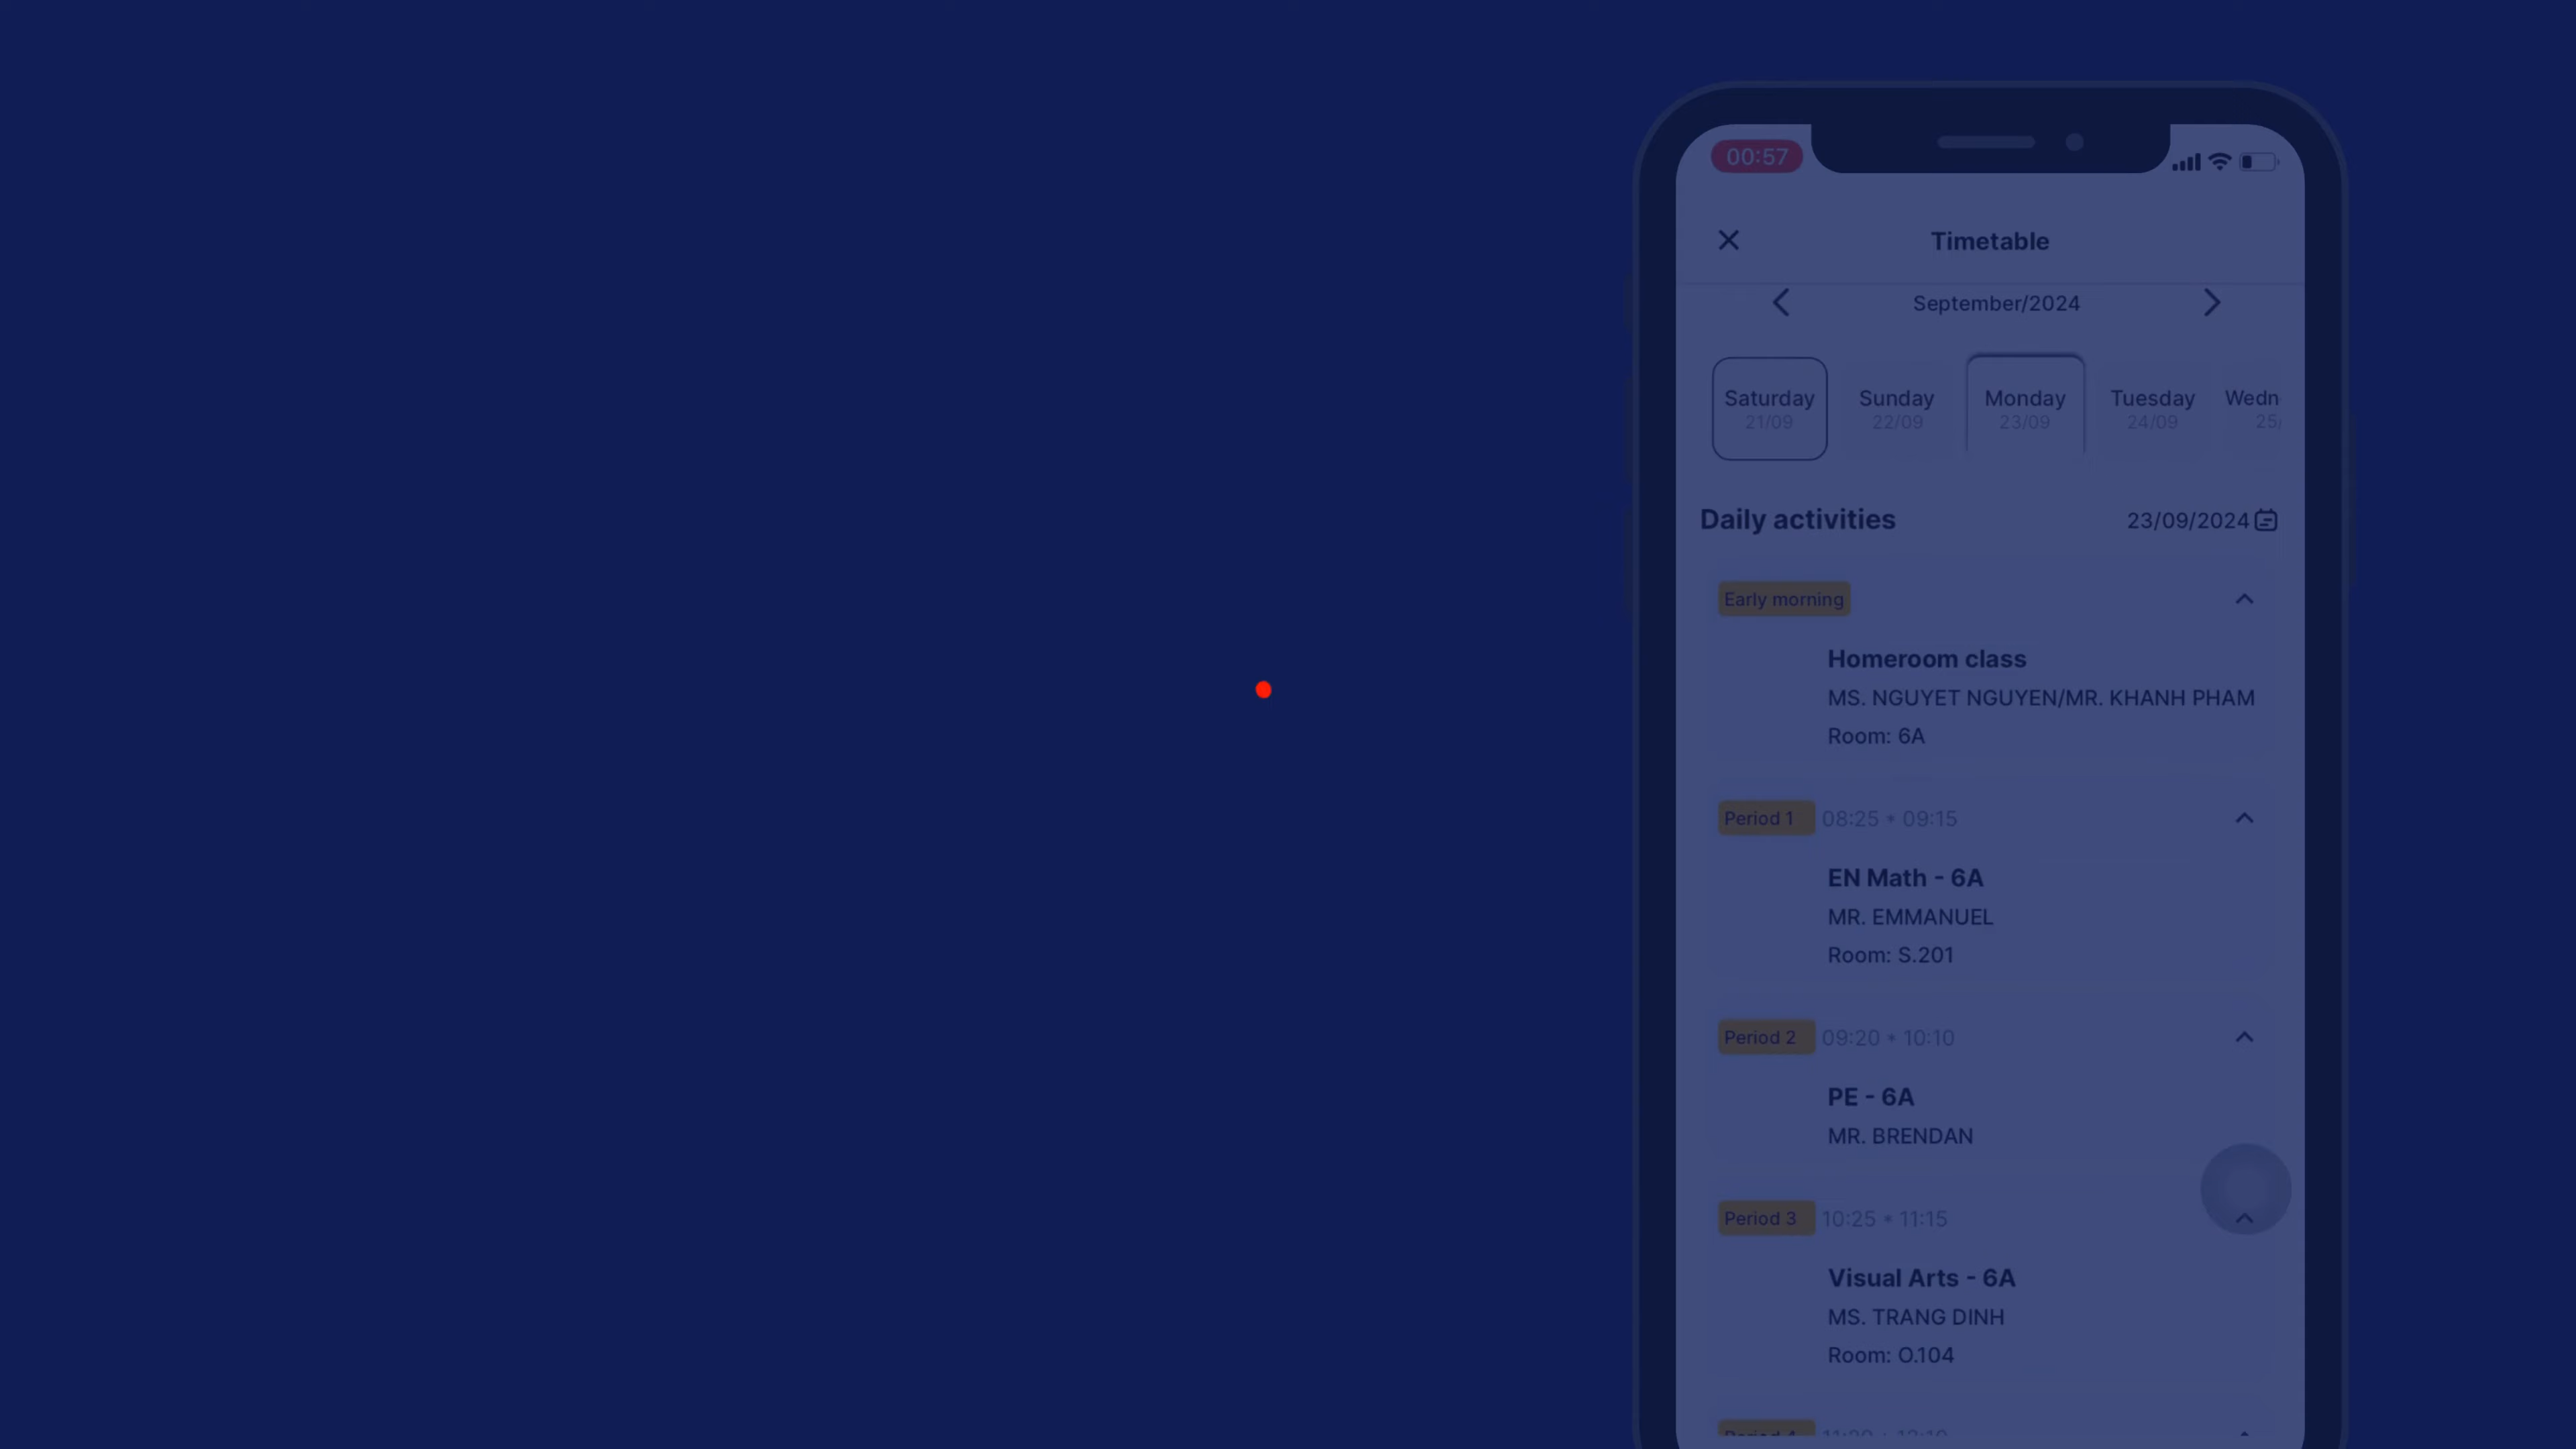 00:57
Timetable
September/2024
Saturday Sunday Monday Tuesday Wedn
21/09 22/09 23/09 24/09 25/
Daily activities 23/09/2024
Early morning
Homeroom class
MS. NGUYET NGUYEN/MR. KHANH PHAM
Room: 6A
Period 1 08:25 • 09:15
EN Math - 6A
MR. EMMANUEL
Room: S.201
Period 2 09:20 • 10:10
PE - 6A
MR. BRENDAN
Period 3 10:25 • 11:15
Visual Arts - 6A
MS. TRANG DINH
Room: O.104